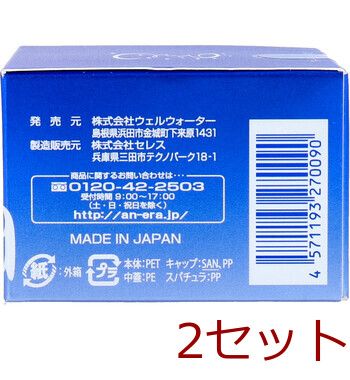 発売元 株式会社ウェルウォーター
島根県浜田市金城町下来原1431
製造販売元 株式会社セレス
兵庫県三田市テクノパーク18-1
商品に関するお問い合わせは…
0120-42-2503
受付時間 9:00〜17:00
(土・日・祝日を除く)
http://an-era.jp/
MADE IN JAPAN
4571193270090
紙：外箱
プラ
本体:PET キャップ:SAN, PP
中蓋:PE スパチュラ:PP
2セット